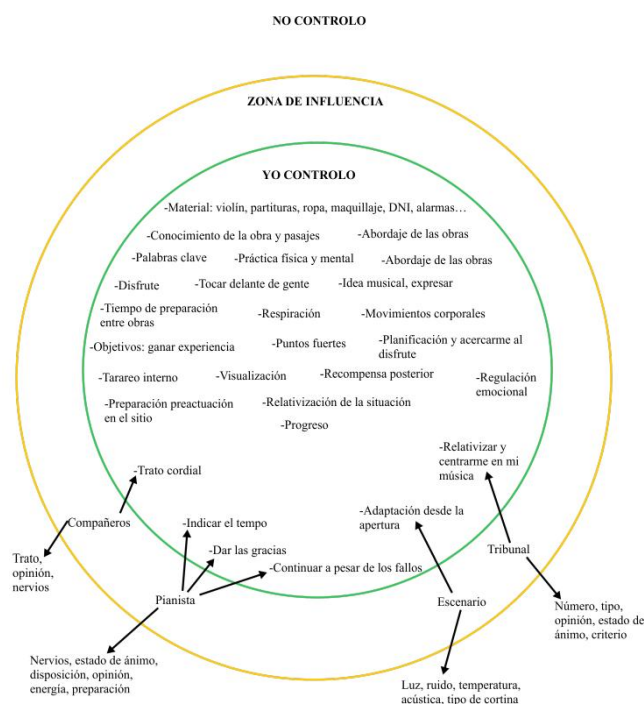 NO CONTROLO
ZONA DE INFLUENCIA
YO CONTROLO
-Material: violín, partituras, ropa, maquillaje, DNI, alarmas…
-Conocimiento de la obra y pasajes
-Abordaje de las obras
-Palabras clave
-Práctica física y mental
-Abordaje de las obras
-Disfrute
-Tocar delante de gente
-Idea musical, expresar
-Tiempo de preparación
entre obras
-Respiración
-Movimientos corporales
-Objetivos: ganar experiencia
-Puntos fuertes
-Planificación y acercarme al
disfrute
-Tarareo interno
-Visualización
-Recompensa posterior
-Regulación
emocional
-Preparación preactuación
en el sitio
-Relativización de la situación
-Progreso
-Relativizar y
centrarme en mi
música
-Trato cordial
Compañeros
-Indicar el tempo
-Adaptación desde la
apertura
-Dar las gracias
-Continuar a pesar de los fallos
Tribunal
Trato,
opinión,
nervios
Pianista
Escenario
Número, tipo,
opinión, estado de
ánimo, criterio
Nervios, estado de ánimo,
disposición, opinión,
energía, preparación
Luz, ruido, temperatura,
acústica, tipo de cortina